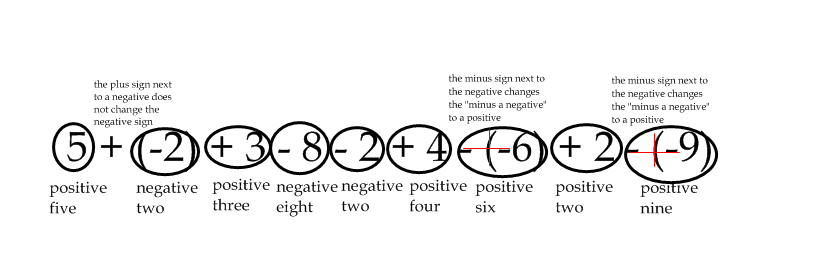 the plus sign next
to a negative does
not change the
negative sign
the minus sign next to
the negative changes
the "minus a negative"
to a positive
the minus sign next to
the negative changes
the "minus a negative"
to a positive
5 + (-2) + 3 - 8 - 2 + 4 - (-6) + 2 - (-9)
positive
five
negative
two
positive
three
negative
eight
negative
two
positive
four
positive
six
positive
two
positive
nine